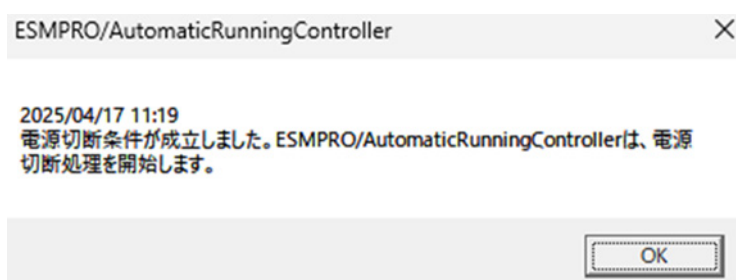 ESMPRO/AutomaticRunningController
2025/04/17 11:19
電源切断条件が成立しました。ESMPRO/AutomaticRunningControllerは、電源
切断処理を開始します。
OK